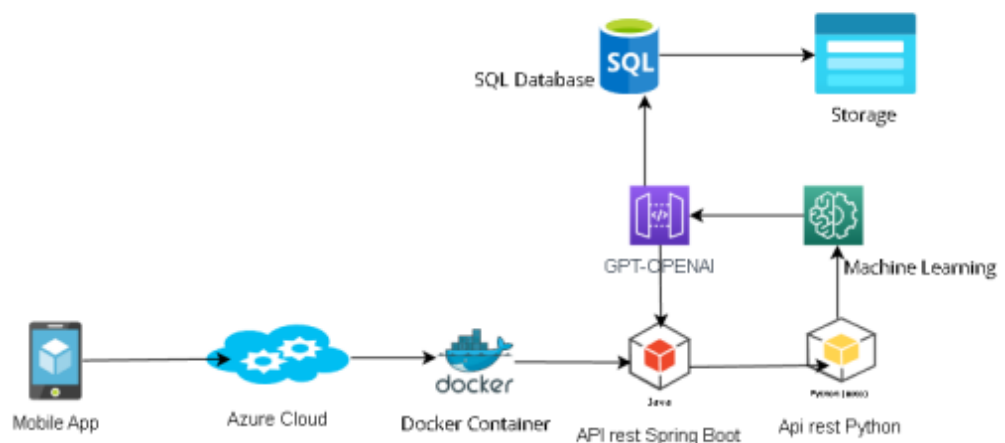 SQL
SQL Database
Storage
</>
GPT-OPENAI
Machine Learning
docker
Java
Mobile App
Azure Cloud
Docker Container
API rest Spring Boot
Api rest Python